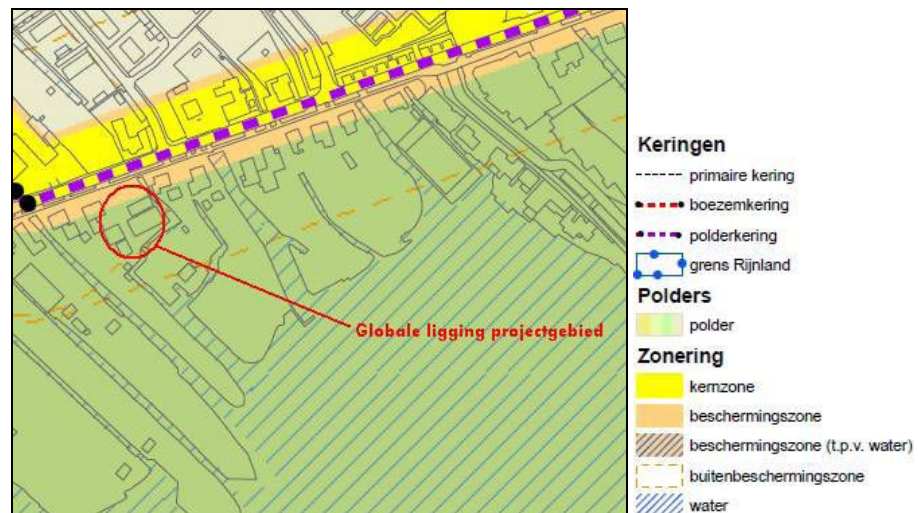 Globale ligging projectgebied
Keringen
primaire kering
boezemkering
polderkering
grens Rijnland
Polders
polder
Zonering
kernzone
beschermingszone
beschermingszone (t.p.v. water)
buitenbeschermingszone
water